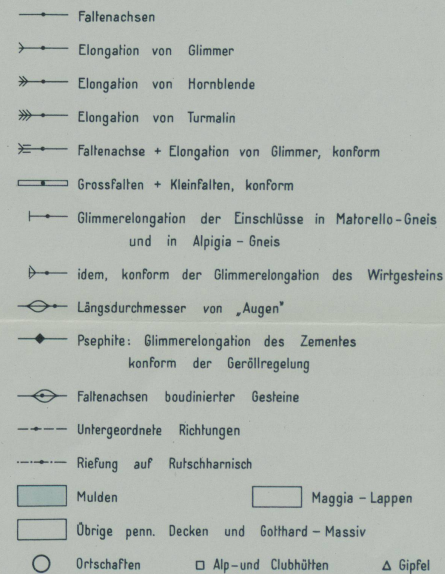 Faltenachsen
Elongation von Glimmer
Elongation von Hornblende
Elongation von Turmalin
Faltenachse + Elongation von Glimmer, konform
Grossfalten + Kleinfalten, konform
Glimmerelongation der Einschlüsse in Matorello-Gneis
und in Alpigia - Gneis
idem, konform der Glimmerelongation des Wirtgesteins
Längsdurchmesser von „Augen"
Psephite: Glimmerelongation des Zementes
konform der Geröllregelung
Faltenachsen boudinierter Gesteine
Untergeordnete Richtungen
Riefung auf Rutschharnisch
Mulden Maggia - Lappen
Übrige penn. Decken und Gotthard - Massiv
Ortschaften Alp-und Clubhütten Gipfel